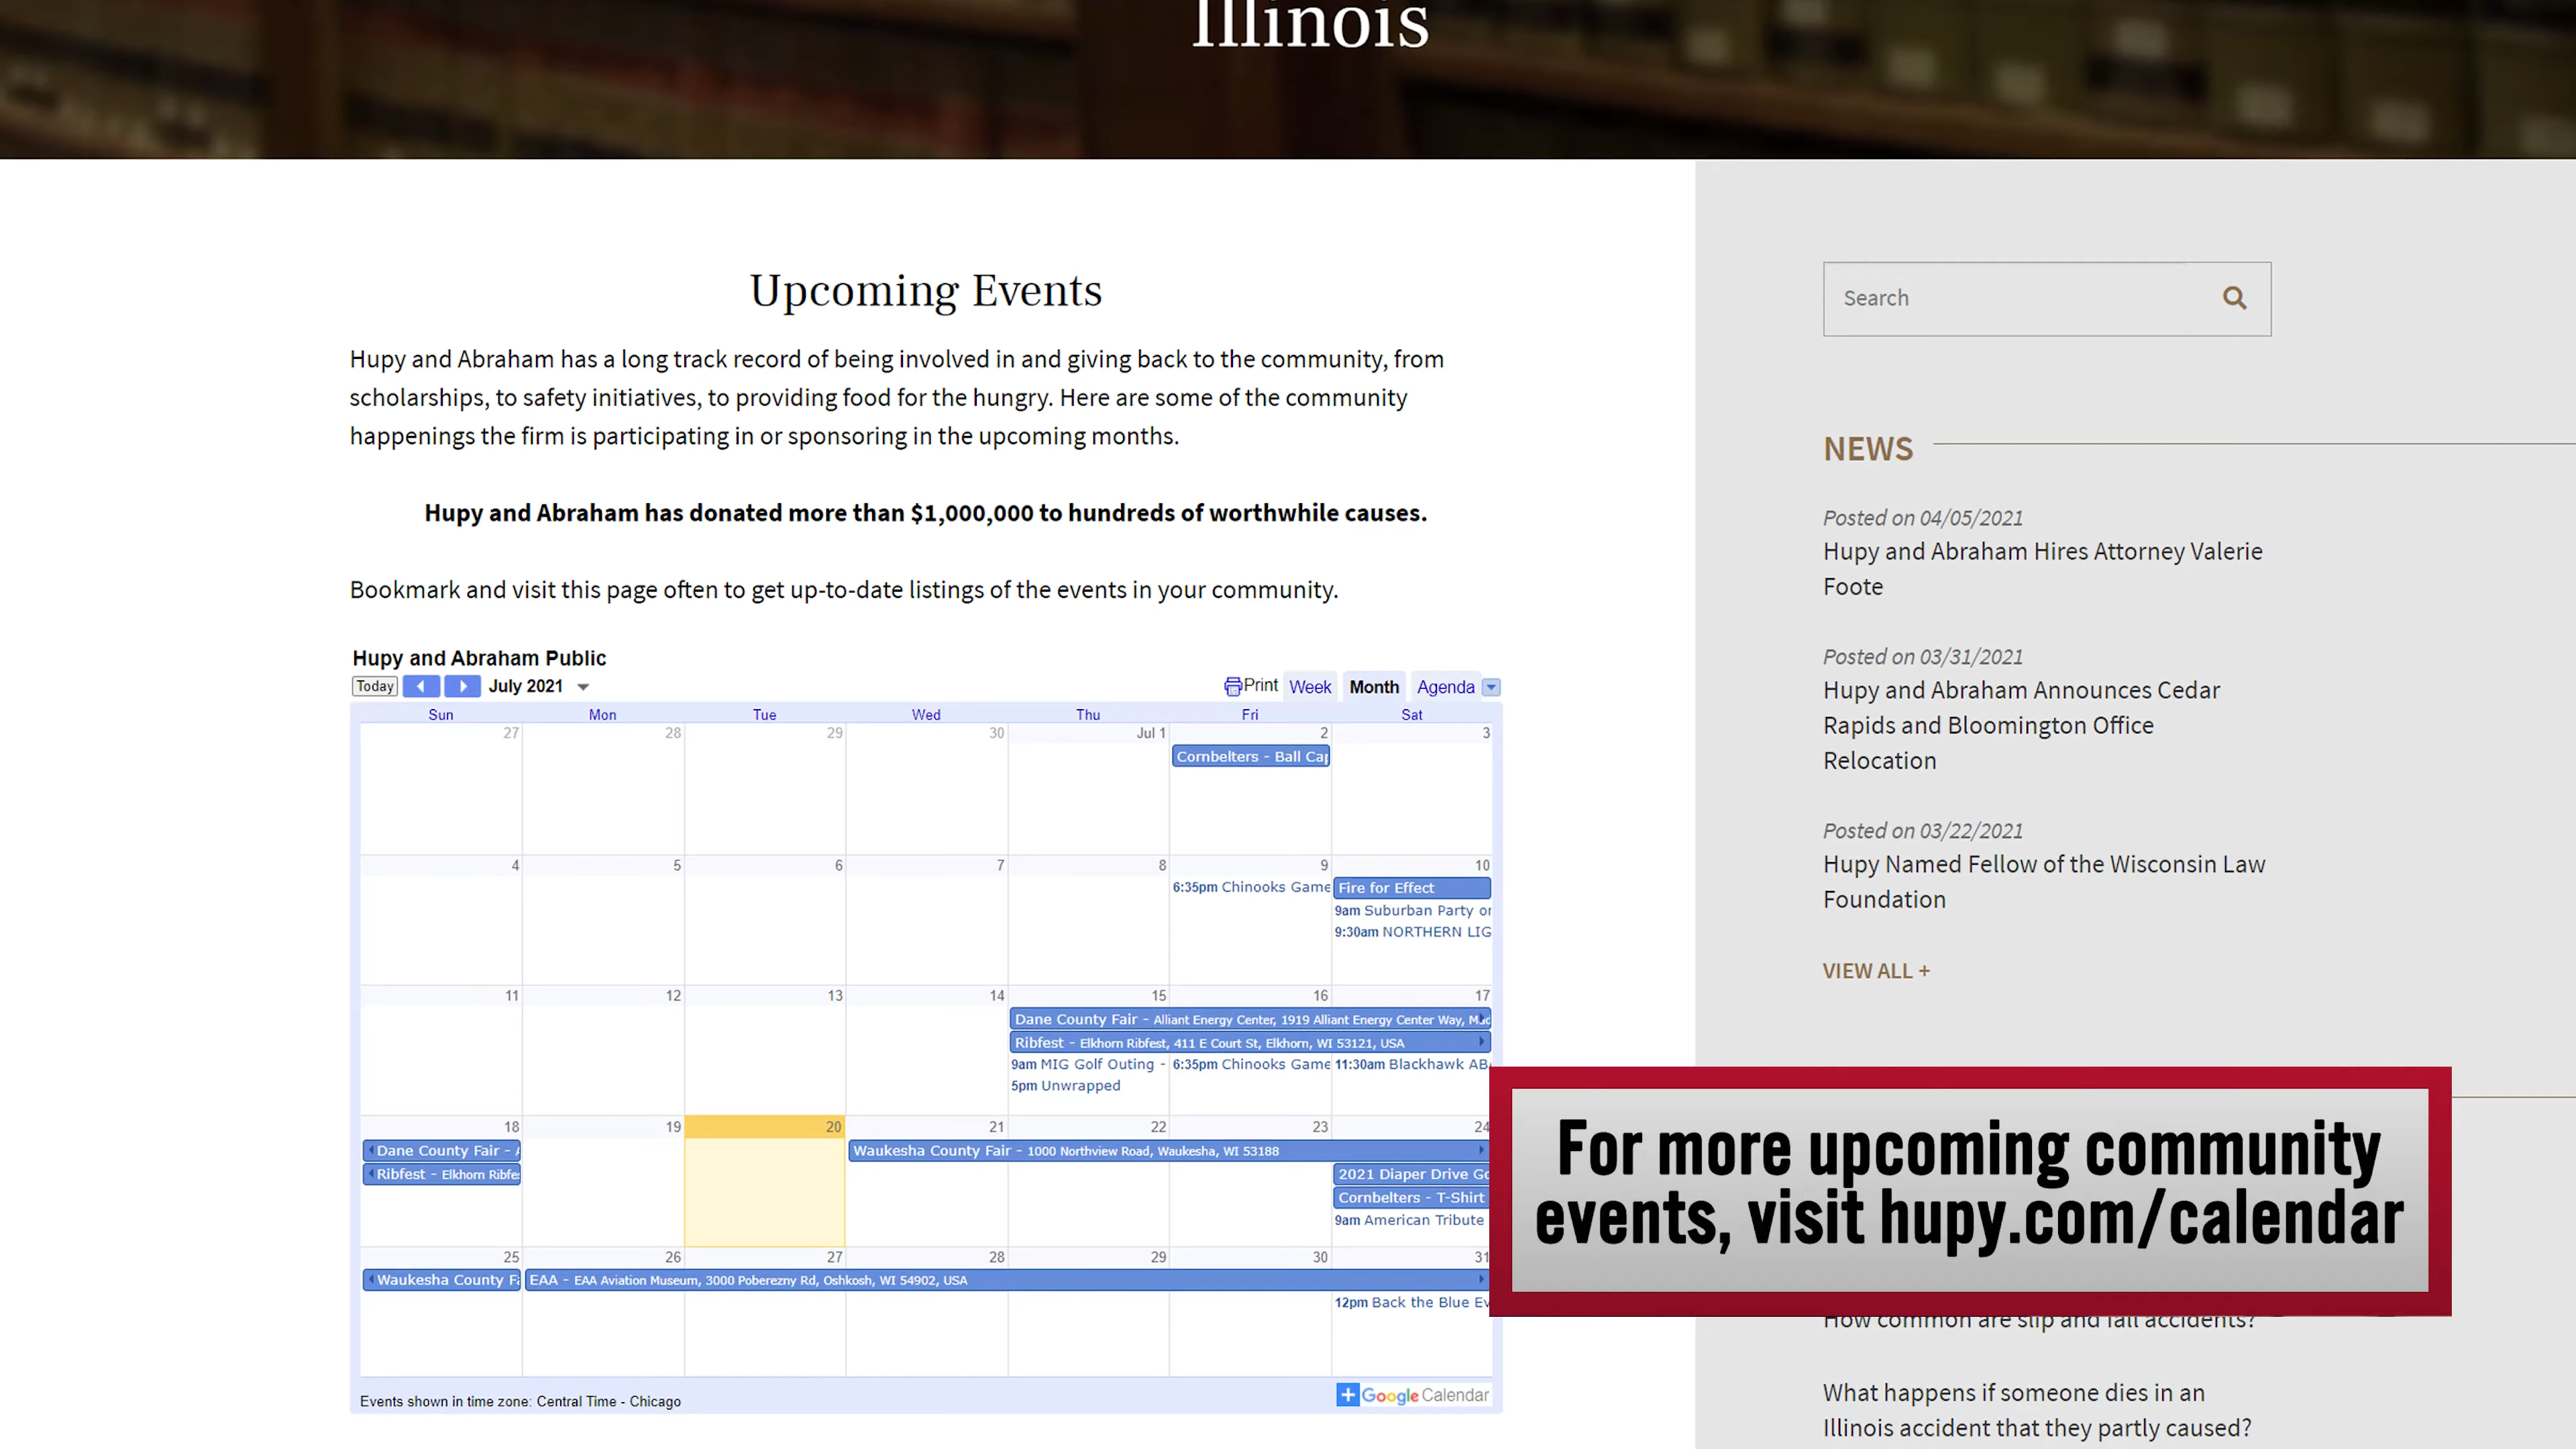 Illinois
Upcoming Events
Hupy and Abraham has a long track record of being involved in and giving back to the community, from
scholarships, to safety initiatives, to providing food for the hungry. Here are some of the community
happenings the firm is participating in or sponsoring in the upcoming months.
Hupy and Abraham has donated more than $1,000,000 to hundreds of worthwhile causes.
Bookmark and visit this page often to get up-to-date listings of the events in your community.
Hupy and Abraham Public
Today July 2021 Print Week Month Agenda
Sun Mon Tue Wed Thu Fri Sat
27 28 29 30 Jul 1 2 3
Cornbelters - Ball Cap
4 5 6 7 8 9 10
6:35pm Chinooks Game Fire for Effect
9am Suburban Party or
9:30am NORTHERN LIG
11 12 13 14 15 16 17
Dane County Fair - Alliant Energy Center, 1919 Alliant Energy Center Way, Mad
Ribfest - Elkhorn Ribfest, 411 E Court St, Elkhorn, WI 53121, USA
9am MIG Golf Outing - 6:35pm Chinooks Game 11:30am Blackhawk AB
5pm Unwrapped
18 19 20 21 22 23 24
Dane County Fair - A Waukesha County Fair - 1000 Northview Road, Waukesha, WI 53188
Ribfest - Elkhorn Ribfes 2021 Diaper Drive Go
Cornbelters - T-Shirt
9am American Tribute
25 26 27 28 29 30 31
Waukesha County Fa EAA - EAA Aviation Museum, 3000 Poberezny Rd, Oshkosh, WI 54902, USA
12pm Back the Blue Ev
Events shown in time zone: Central Time - Chicago
Google Calendar
Search
NEWS
Posted on 04/05/2021
Hupy and Abraham Hires Attorney Valerie
Foote
Posted on 03/31/2021
Hupy and Abraham Announces Cedar
Rapids and Bloomington Office
Relocation
Posted on 03/22/2021
Hupy Named Fellow of the Wisconsin Law
Foundation
VIEW ALL +
For more upcoming community
events, visit hupy.com/calendar
How common are slip and fall accidents?
What happens if someone dies in an
Illinois accident that they partly caused?